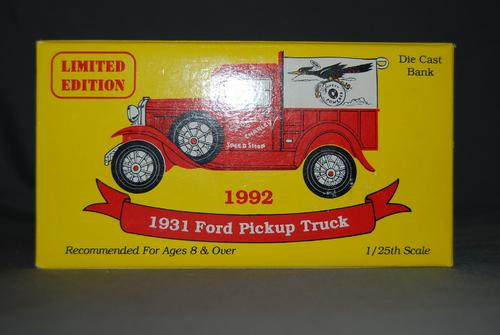 LIMITED
EDITION
Die Cast
Bank
CHARLEY
SPEED SHOP
1992
1931 Ford Pickup Truck
Recommended For Ages 8 & Over
1/25th Scale